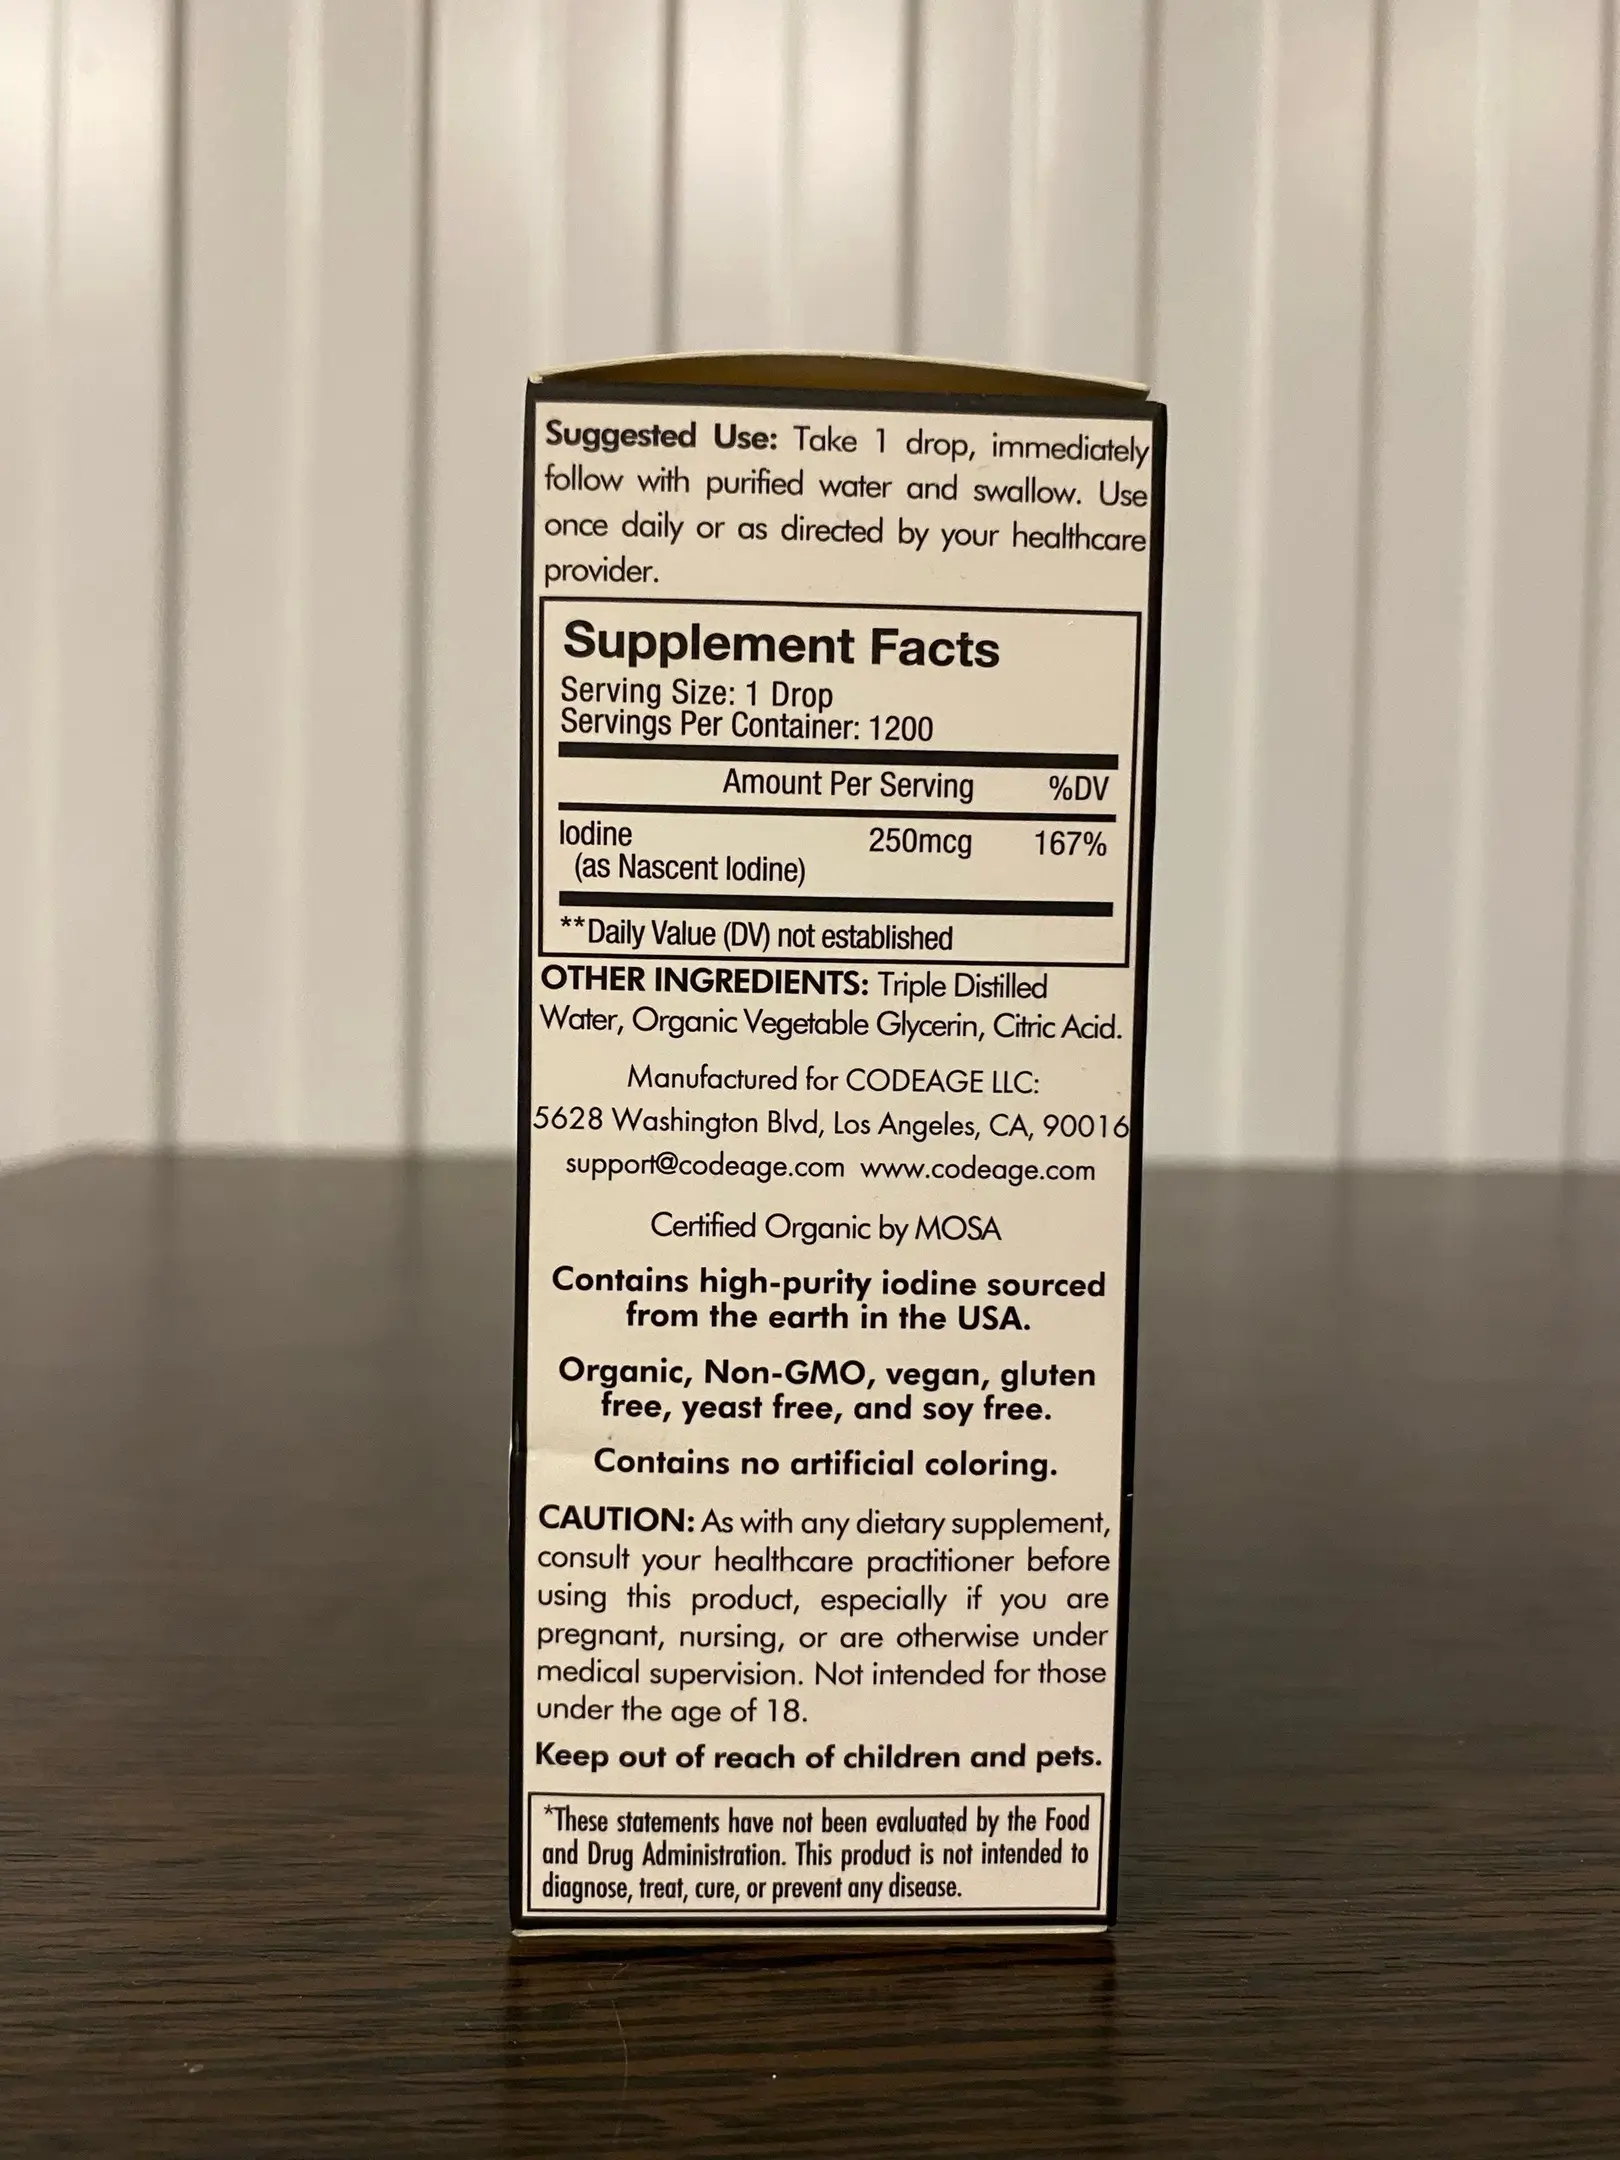 Suggested Use: Take 1 drop, immediately
follow with purified water and swallow. Use
once daily or as directed by your healthcare
provider.
Supplement Facts
Serving Size: 1 Drop
Servings Per Container: 1200
Amount Per Serving %DV
Iodine 250mcg 167%
(as Nascent Iodine)
**Daily Value (DV) not established
OTHER INGREDIENTS: Triple Distilled
Water, Organic Vegetable Glycerin, Citric Acid.
Manufactured for CODEAGE LLC:
5628 Washington Blvd, Los Angeles, CA, 90016
support@codeage.com www.codeage.com
Certified Organic by MOSA
Contains high-purity iodine sourced
from the earth in the USA.
Organic, Non-GMO, vegan, gluten
free, yeast free, and soy free.
Contains no artificial coloring.
CAUTION: As with any dietary supplement,
consult your healthcare practitioner before
using this product, especially if you are
pregnant, nursing, or are otherwise under
medical supervision. Not intended for those
under the age of 18.
Keep out of reach of children and pets.
*These statements have not been evaluated by the Food
and Drug Administration. This product is not intended to
diagnose, treat, cure, or prevent any disease.